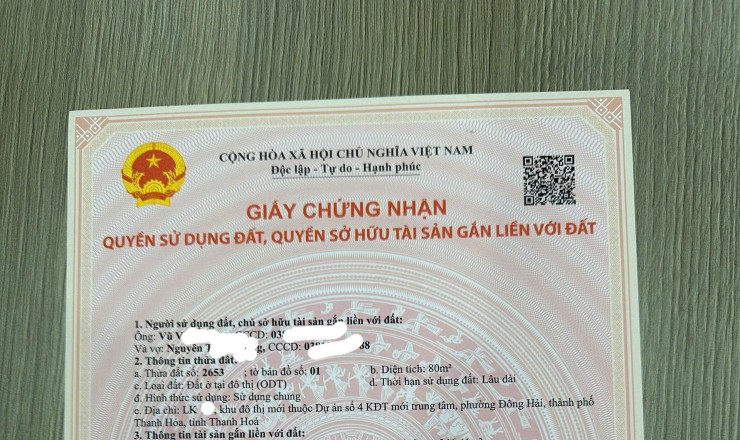 CỘNG HÒA XÃ HỘI CHỦ NGHĨA VIỆT NAM
Độc lập - Tự do - Hạnh phúc
GIẤY CHỨNG NHẬN
QUYỀN SỬ DỤNG ĐẤT, QUYỀN SỞ HỮU TÀI SẢN GẮN LIỀN VỚI ĐẤT
1. Người sử dụng đất, chủ sở hữu tài sản gắn liền với đất:
Ông: Vũ CCCD:
Và vợ: CCCD:
2. Thông tin thửa đất:
a. Thửa đất số: 2653 ; tờ bản đồ số: 01 b. Diện tích: 80m²
c. Loại đất: Đất ở tại đô thị (ODT) d. Thời hạn sử dụng đất: Lâu dài
đ. Hình thức sử dụng: Sử dụng chung
e. Địa chỉ: LK , khu đô thị mới thuộc Dự án số 4 KĐT mới trung tâm, phường Đông Hải, thành phố
Thanh Hóa, tỉnh Thanh Hoá
3. Thông tin tài sản gắn liền với đất: